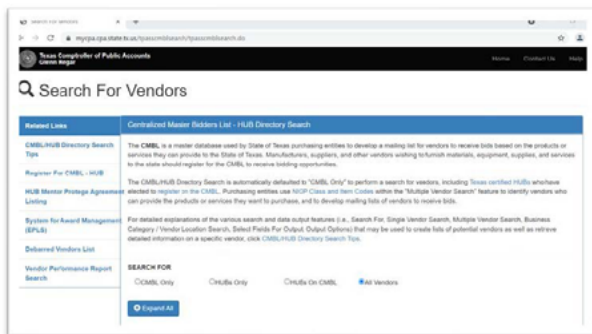 Search for Vendors
mycpa.cpa.state.tx.us/tpasscmblsearch/tpasscmblsearch.do
Texas Comptroller of Public Accounts
Glenn Hegar
Home Contact Us Help
Search For Vendors
Related Links
CMBL/HUB Directory Search
Tips
Register For CMBL - HUB
HUB Mentor Protege Agreement
Listing
System for Award Management
(EPLS)
Debarred Vendors List
Vendor Performance Report
Search
Centralized Master Bidders List - HUB Directory Search
The CMBL is a master database used by State of Texas purchasing entities to develop a mailing list for vendors to receive bids based on the products or
services they can provide to the State of Texas. Manufacturers, suppliers, and other vendors wishing to furnish materials, equipment, supplies, and services
to the state should register for the CMBL to receive bidding opportunities.
The CMBL/HUB Directory Search is automatically defaulted to "CMBL Only" to perform a search for vendors, including Texas certified HUBs who have
elected to register on the CMBL. Purchasing entities use NIGP Class and Item Codes within the "Multiple Vendor Search" feature to identify vendors who
can provide the products or services they want to purchase, and to develop mailing lists of vendors to receive bids.
For detailed explanations of the various search and data output features (i.e., Search For, Single Vendor Search, Multiple Vendor Search, Business
Category / Vendor Location Search, Select Fields For Output, Output Options) that may be used to create lists of potential vendors as well as retrieve
detailed information on a specific vendor, click CMBL/HUB Directory Search Tips.
SEARCH FOR
CMBL Only HUBs Only HUBs On CMBL All Vendors
Expand All